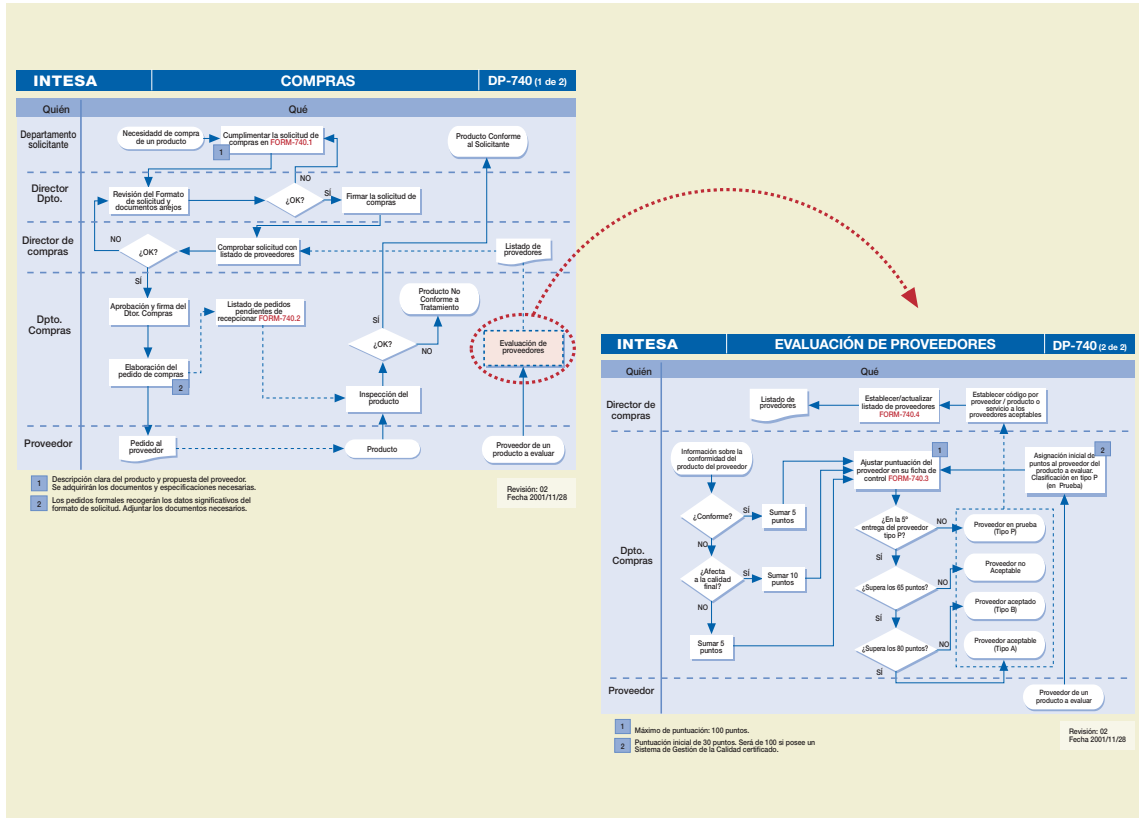 INTESA
COMPRAS
DP-740 (1 de 2)
Quién
Qué
Departamento
solicitante
Necesidadd de compra
de un producto
Cumplimentar la solicitud de
compras en FORM-740.1
1
Producto Conforme
al Solicitante
NO
Director
Dpto.
Revisión del Formato
de solicitud y
documentos anejos
¿OK?
SÍ
Firmar la solicitud de
compras
Director de
compras
NO
¿OK?
Comprobar solicitud con
listado de proveedores
Listado de
provedores
SÍ
Dpto.
Compras
Aprobación y firma del
Dtor. Compras
Listado de pedidos
pendientes de
recepcionar FORM-740.2
Producto No
Conforme a
Tratamiento
SÍ
¿OK?
NO
Evaluación de
proveedores
Elaboración del
pedido de compras
2
Inspección del
producto
Proveedor
Pedido al
proveedor
Producto
Proveedor de un
producto a evaluar
1
Descripción clara del producto y propuesta del proveedor.
Se adquirirán los documentos y especificaciones necesarias.
2
Los pedidos formales recogerán los datos significativos del
formato de solicitud. Adjuntar los documentos necesarios.
Revisión: 02
Fecha 2001/11/28
INTESA
EVALUACIÓN DE PROVEEDORES
DP-740 (2 de 2)
Quién
Qué
Director de
compras
Listado de
provedores
Establecer/actualizar
listado de proveedores
FORM-740.4
Establecer código por
proveedor / producto o
servicio a los
proveedores aceptables
Dpto.
Compras
Información sobre la
conformidad del
producto del proveedor
Ajustar puntuación del
proveedor en su ficha de
control FORM-740.3
1
Asignación inicial de
puntos al proveedor del
producto a evaluar.
Clasificación en tipo P
(en Prueba)
2
¿Conforme?
SÍ
Sumar 5
puntos
NO
¿En la 5º
entrega del proveedor
tipo P?
NO
Proveedor en prueba
(Tipo P)
SÍ
¿Afecta
a la calidad
final?
SÍ
Sumar 10
puntos
NO
¿Supera los 65 puntos?
NO
Proveedor no
Aceptable
SÍ
Proveedor aceptado
(Tipo B)
Sumar 5
puntos
¿Supera los 80 puntos?
NO
Proveedor aceptable
(Tipo A)
SÍ
Proveedor
Proveedor de un
producto a evaluar
1
Máximo de puntuación: 100 puntos.
2
Puntuación inicial de 30 puntos. Será de 100 si posee un
Sistema de Gestión de la Calidad certificado.
Revisión: 02
Fecha 2001/11/28